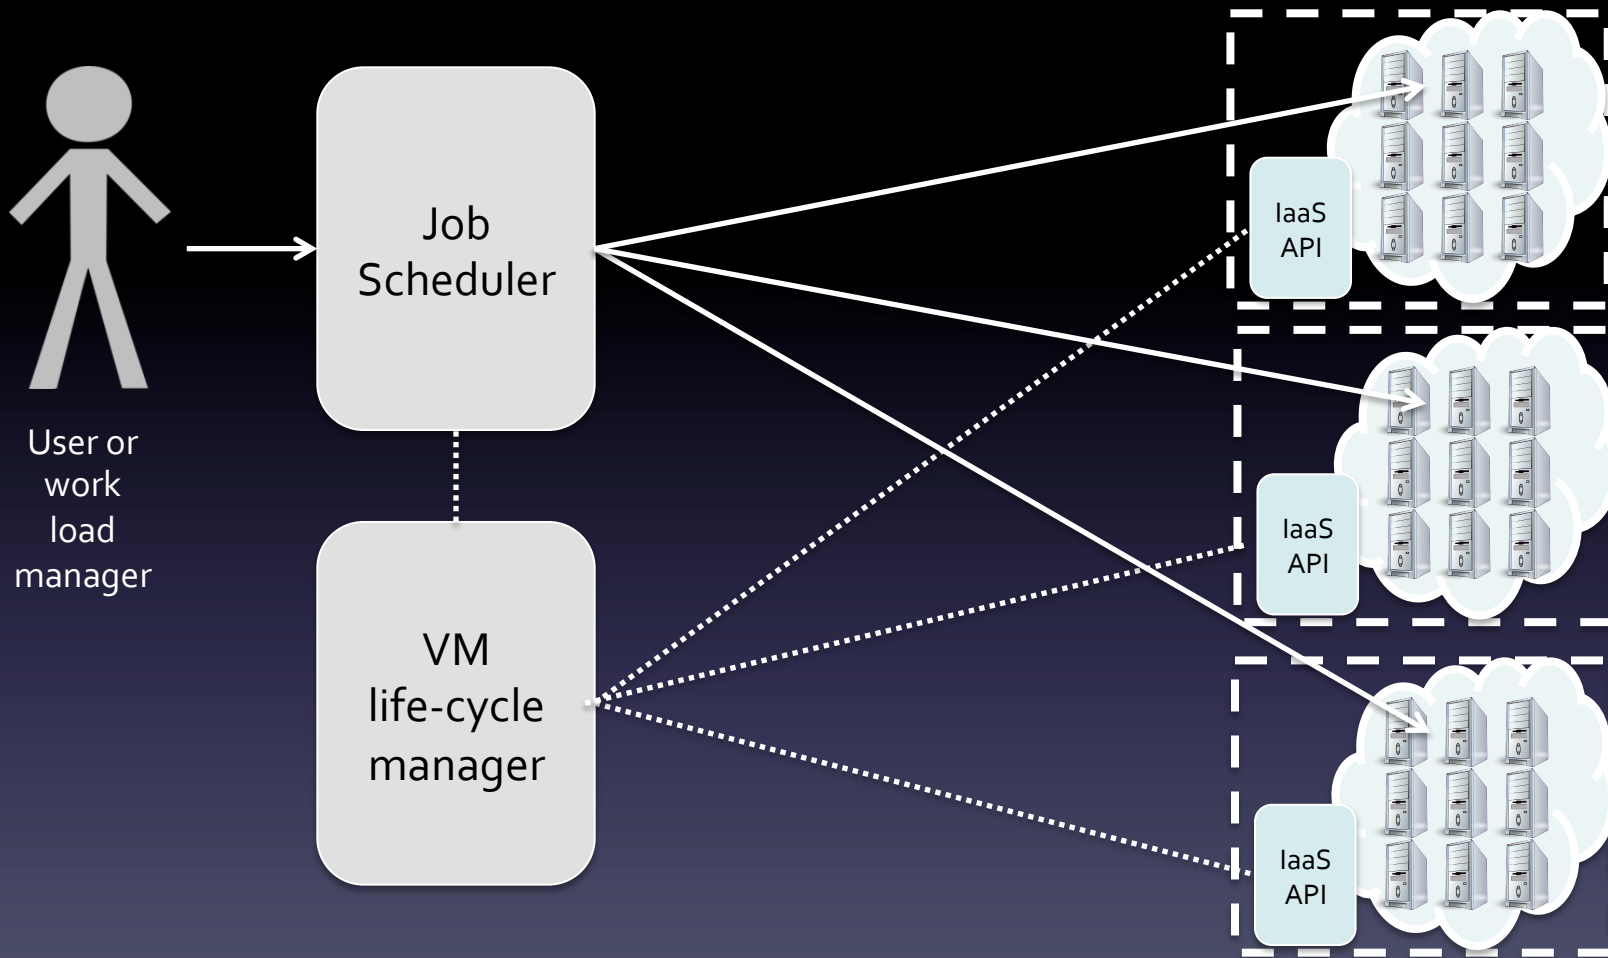 Job
Scheduler
User or
work
load
manager
VM
life-cycle
manager
IaaS
API
IaaS
API
IaaS
API